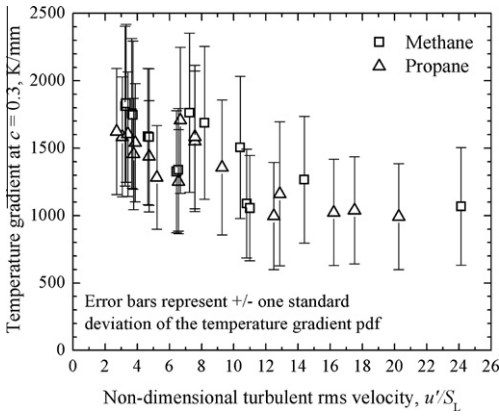 Temperature gradient at c = 0.3, K/mm
2500
2000
1500
1000
500
0
Methane
Propane
Error bars represent +/- one standard
deviation of the temperature gradient pdf
0 2 4 6 8 10 12 14 16 18 20 22 24 26
Non-dimensional turbulent rms velocity, u'/S_L